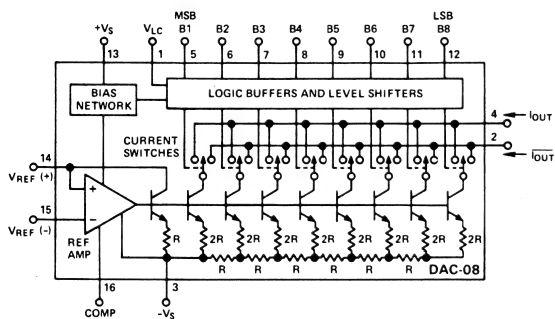 MSB LSB
+VS VLC B1 B2 B3 B4 B5 B6 B7 B8
13 1 5 6 7 8 9 10 11 12
BIAS NETWORK
LOGIC BUFFERS AND LEVEL SHIFTERS
4 IOUT
2 IOUT
CURRENT SWITCHES
14
VREF (+)
+
15
VREF (-)
−
REF AMP
R 2R 2R 2R 2R 2R 2R 2R 2R
R R R R R R
DAC-08
16 3
COMP -VS